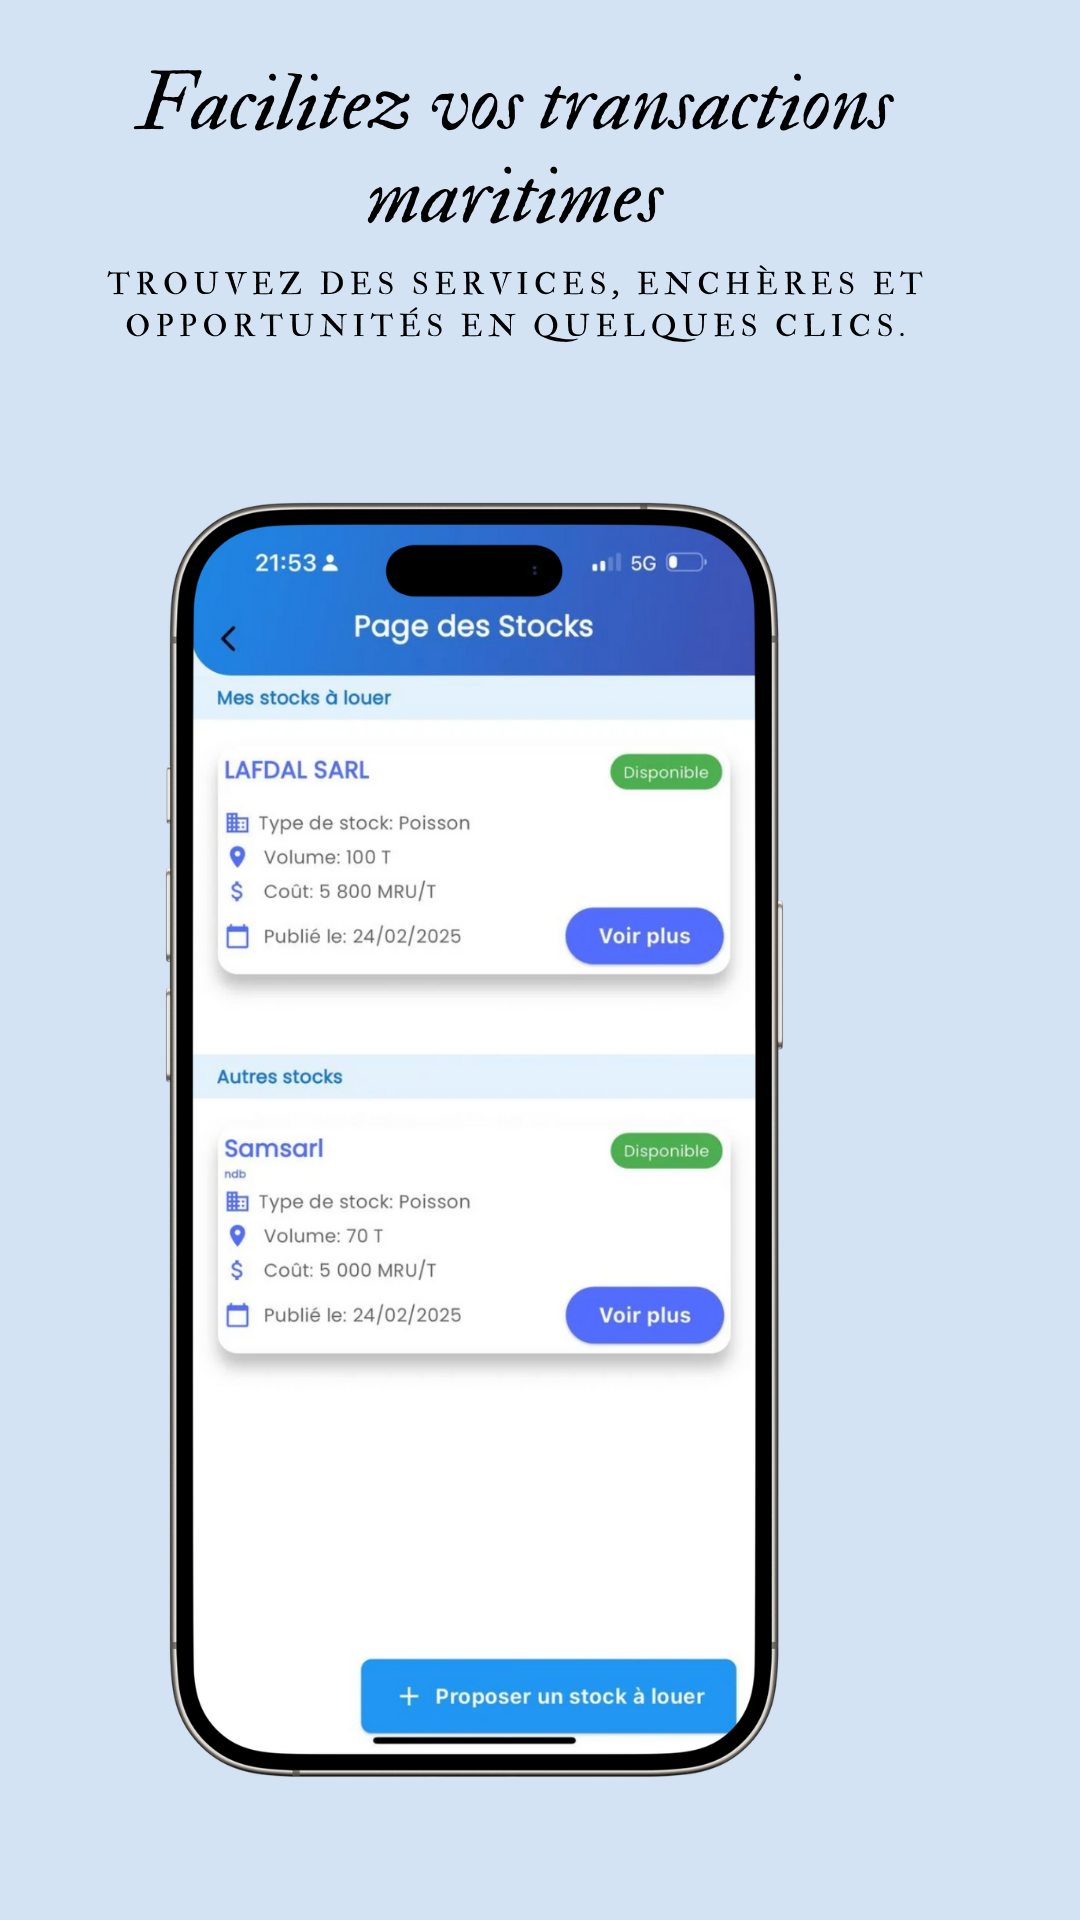 Facilitez vos transactions
maritimes
TROUVEZ DES SERVICES, ENCHÈRES ET
OPPORTUNITÉS EN QUELQUES CLICS.
21:53 5G
Page des Stocks
Mes stocks à louer
LAFDAL SARL Disponible
Type de stock: Poisson
Volume: 100 T
Coût: 5 800 MRU/T
Publié le: 24/02/2025 Voir plus
Autres stocks
Samsarl Disponible
ndb
Type de stock: Poisson
Volume: 70 T
Coût: 5 000 MRU/T
Publié le: 24/02/2025 Voir plus
+ Proposer un stock à louer